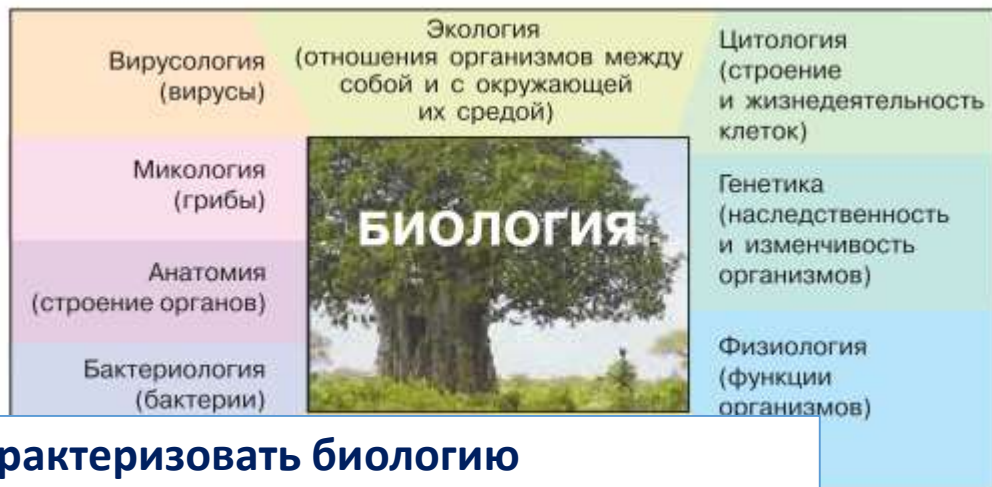 Вирусология
(вирусы)
Экология
(отношения организмов между
собой и с окружающей
их средой)
Цитология
(строение
и жизнедеятельность
клеток)
Микология
(грибы)
БИОЛОГИЯ
Генетика
(наследственность
и изменчивость
организмов)
Анатомия
(строение органов)
Бактериология
(бактерии)
Физиология
(функции
организмов)
рактеризовать биологию